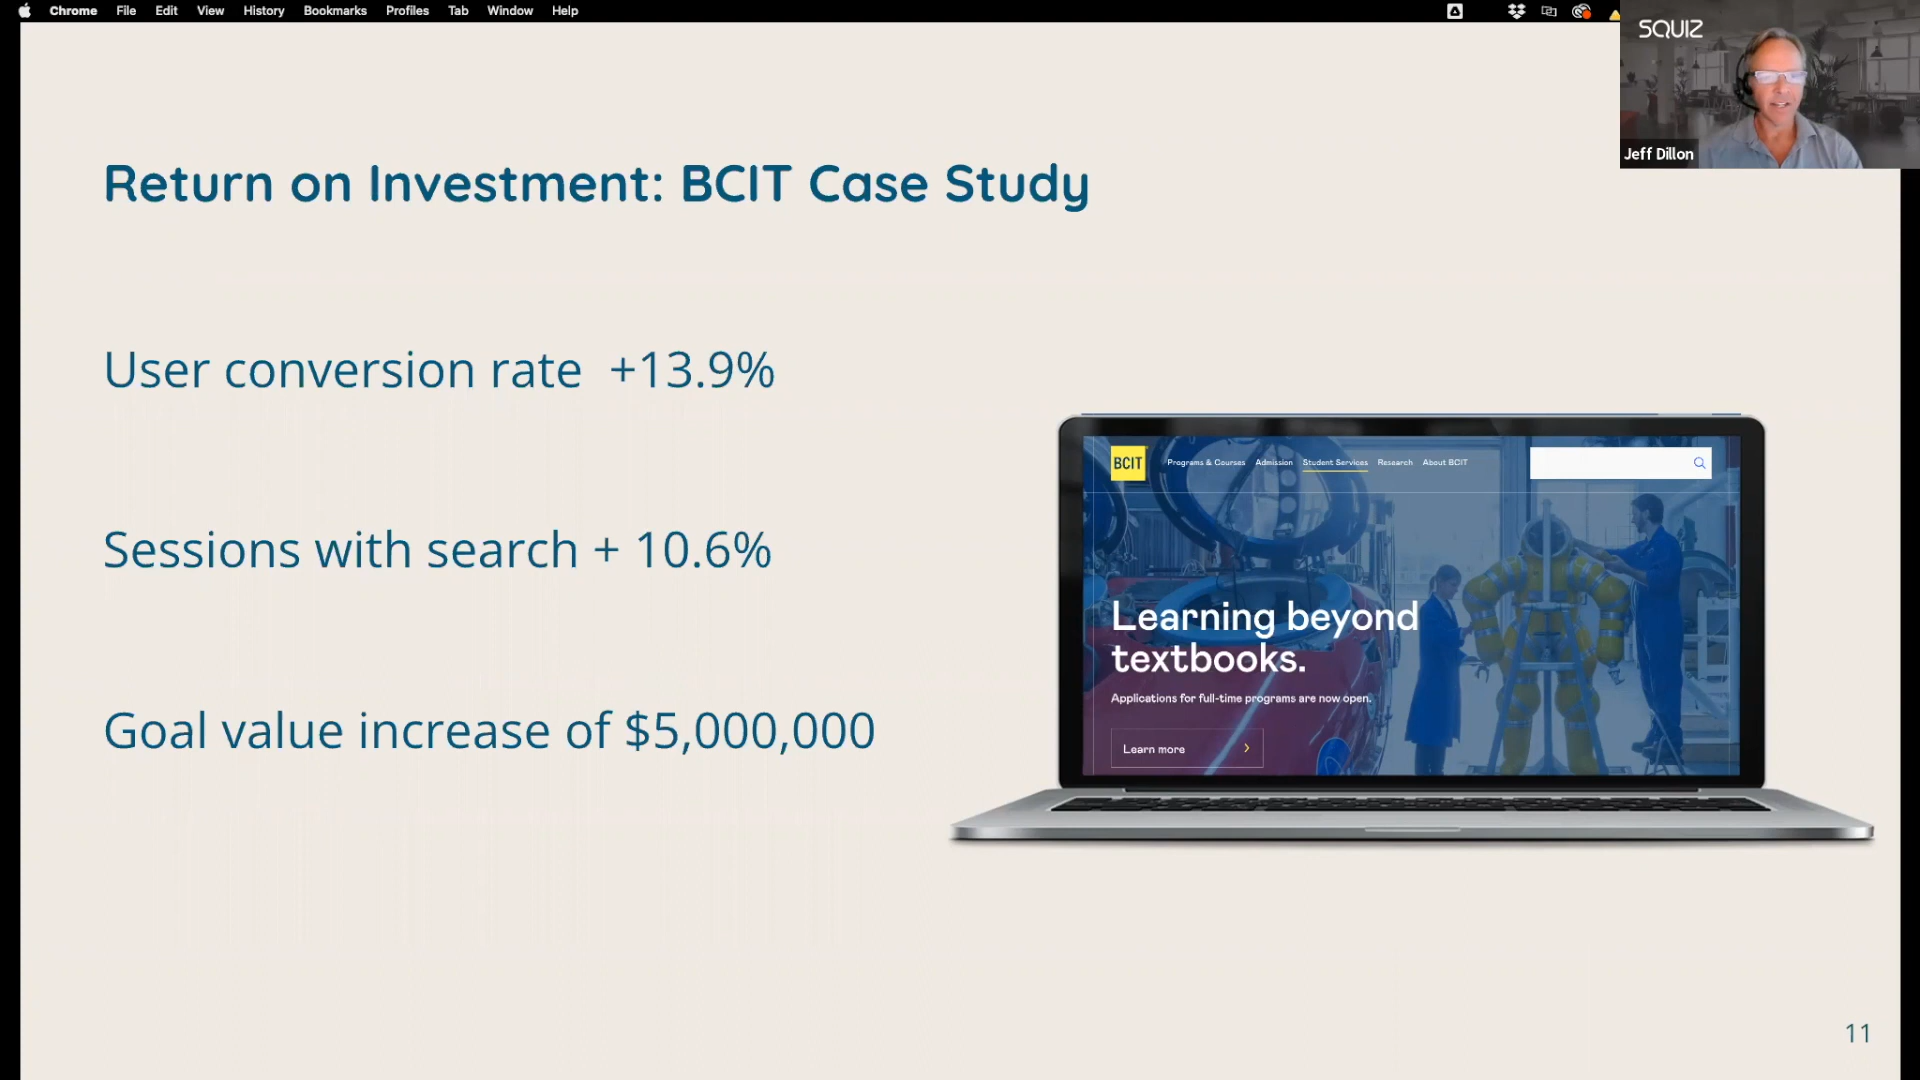 Chrome File Edit View History Bookmarks Profiles Tab Window Help
SQUIZ
Jeff Dillon
Return on Investment: BCIT Case Study
User conversion rate +13.9%
Sessions with search + 10.6%
Goal value increase of $5,000,000
BCIT Programs & Courses Admission Student Services Research About BCIT
Learning beyond
textbooks.
Applications for full-time programs are now open.
Learn more
11